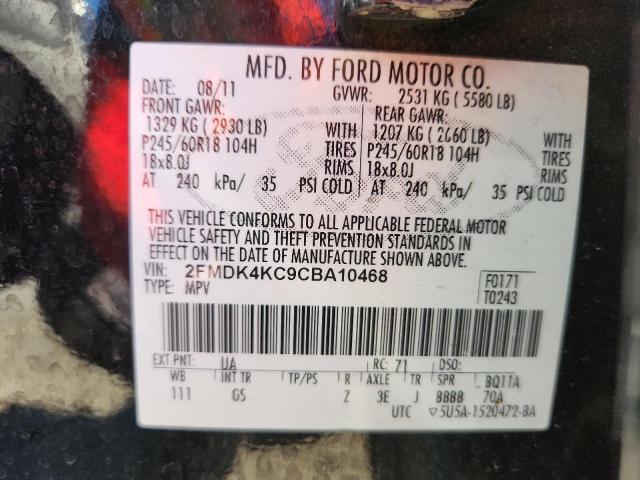 MFD. BY FORD MOTOR CO.
DATE: 08/11 GVWR: 2531 KG ( 5580 LB)
FRONT GAWR: REAR GAWR:
1329 KG ( 2930 LB) WITH 1207 KG ( 2660 LB) WITH
P245/60R18 104H TIRES P245/60R18 104H TIRES
18x8.0J RIMS 18x8.0J RIMS
AT 240 kPa/ 35 PSI COLD AT 240 kPa/ 35 PSI COLD
THIS VEHICLE CONFORMS TO ALL APPLICABLE FEDERAL MOTOR
VEHICLE SAFETY AND THEFT PREVENTION STANDARDS IN
EFFECT ON THE DATE OF MANUFACTURE SHOWN ABOVE.
VIN: 2FMDK4KC9CBA10468 F0171
TYPE: MPV T0243
EXT PNT: UA RC: 71 DSO:
WB INT TR TP/PS R AXLE TR SPR BQ1TA
111 GS Z 3E J BBBB 70A
UTC ▽5U5A-1520472-BA